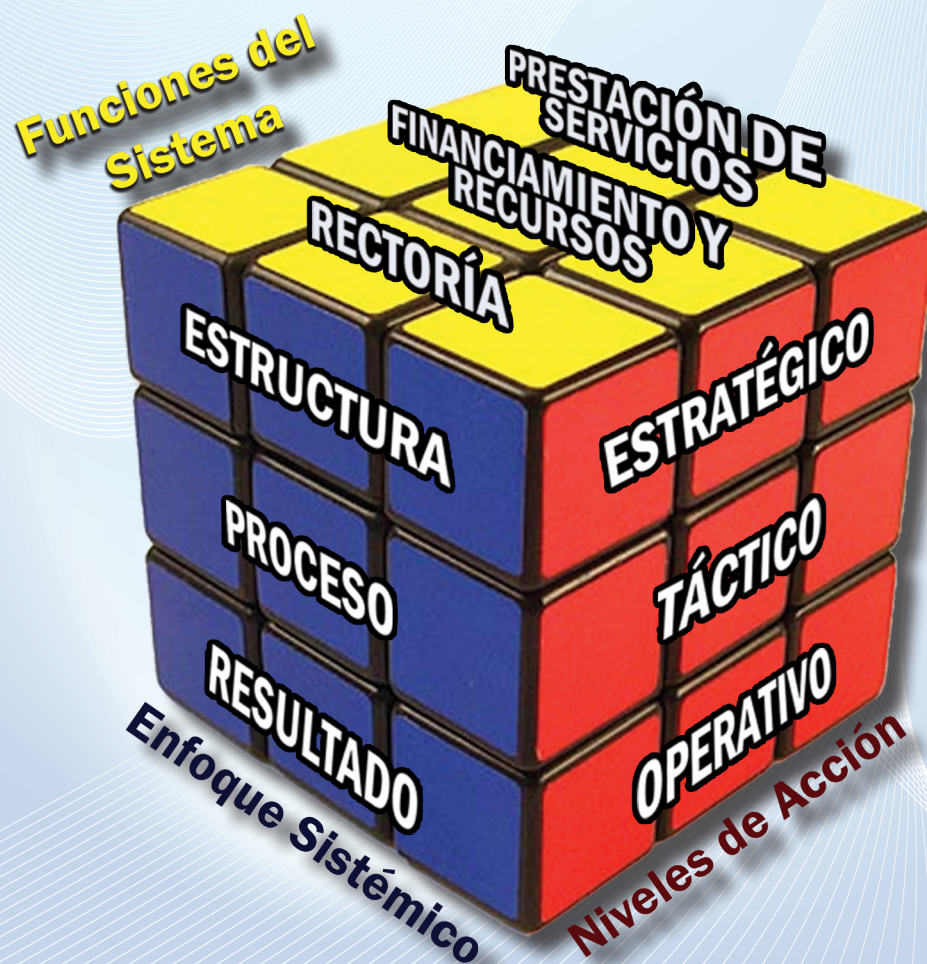 Funciones del
Sistema
PRESTACIÓN DE
SERVICIOS
FINANCIAMIENTO Y
RECURSOS
RECTORÍA
ESTRUCTURA
PROCESO
RESULTADO
ESTRATÉGICO
TÁCTICO
OPERATIVO
Enfoque Sistémico
Niveles de Acción